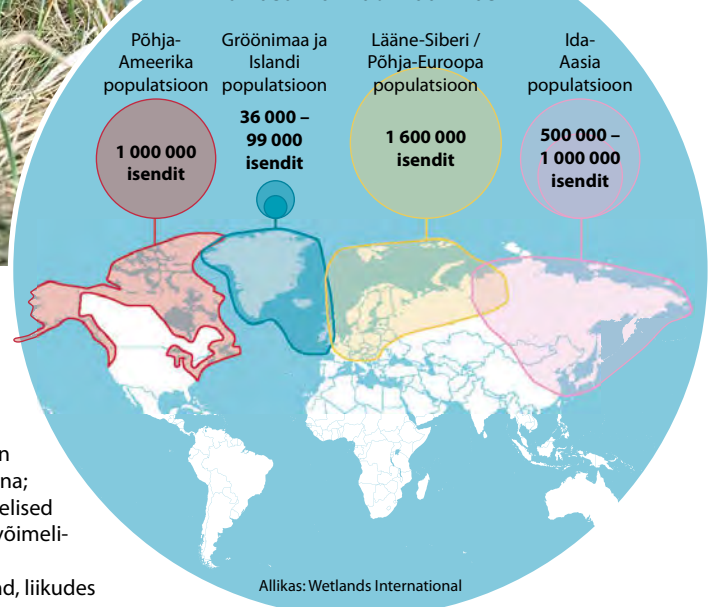 Põhja-
Ameerika
populatsioon
1 000 000
isendit
Gröönimaa ja
Islandi
populatsioon
36 000 –
99 000
isendit
Lääne-Siberi /
Põhja-Euroopa
populatsioon
1 600 000
isendit
Ida-
Aasia
populatsioon
500 000 –
1 000 000
isendit
na;
elised
võimeli-
d, liikudes
Allikas: Wetlands International